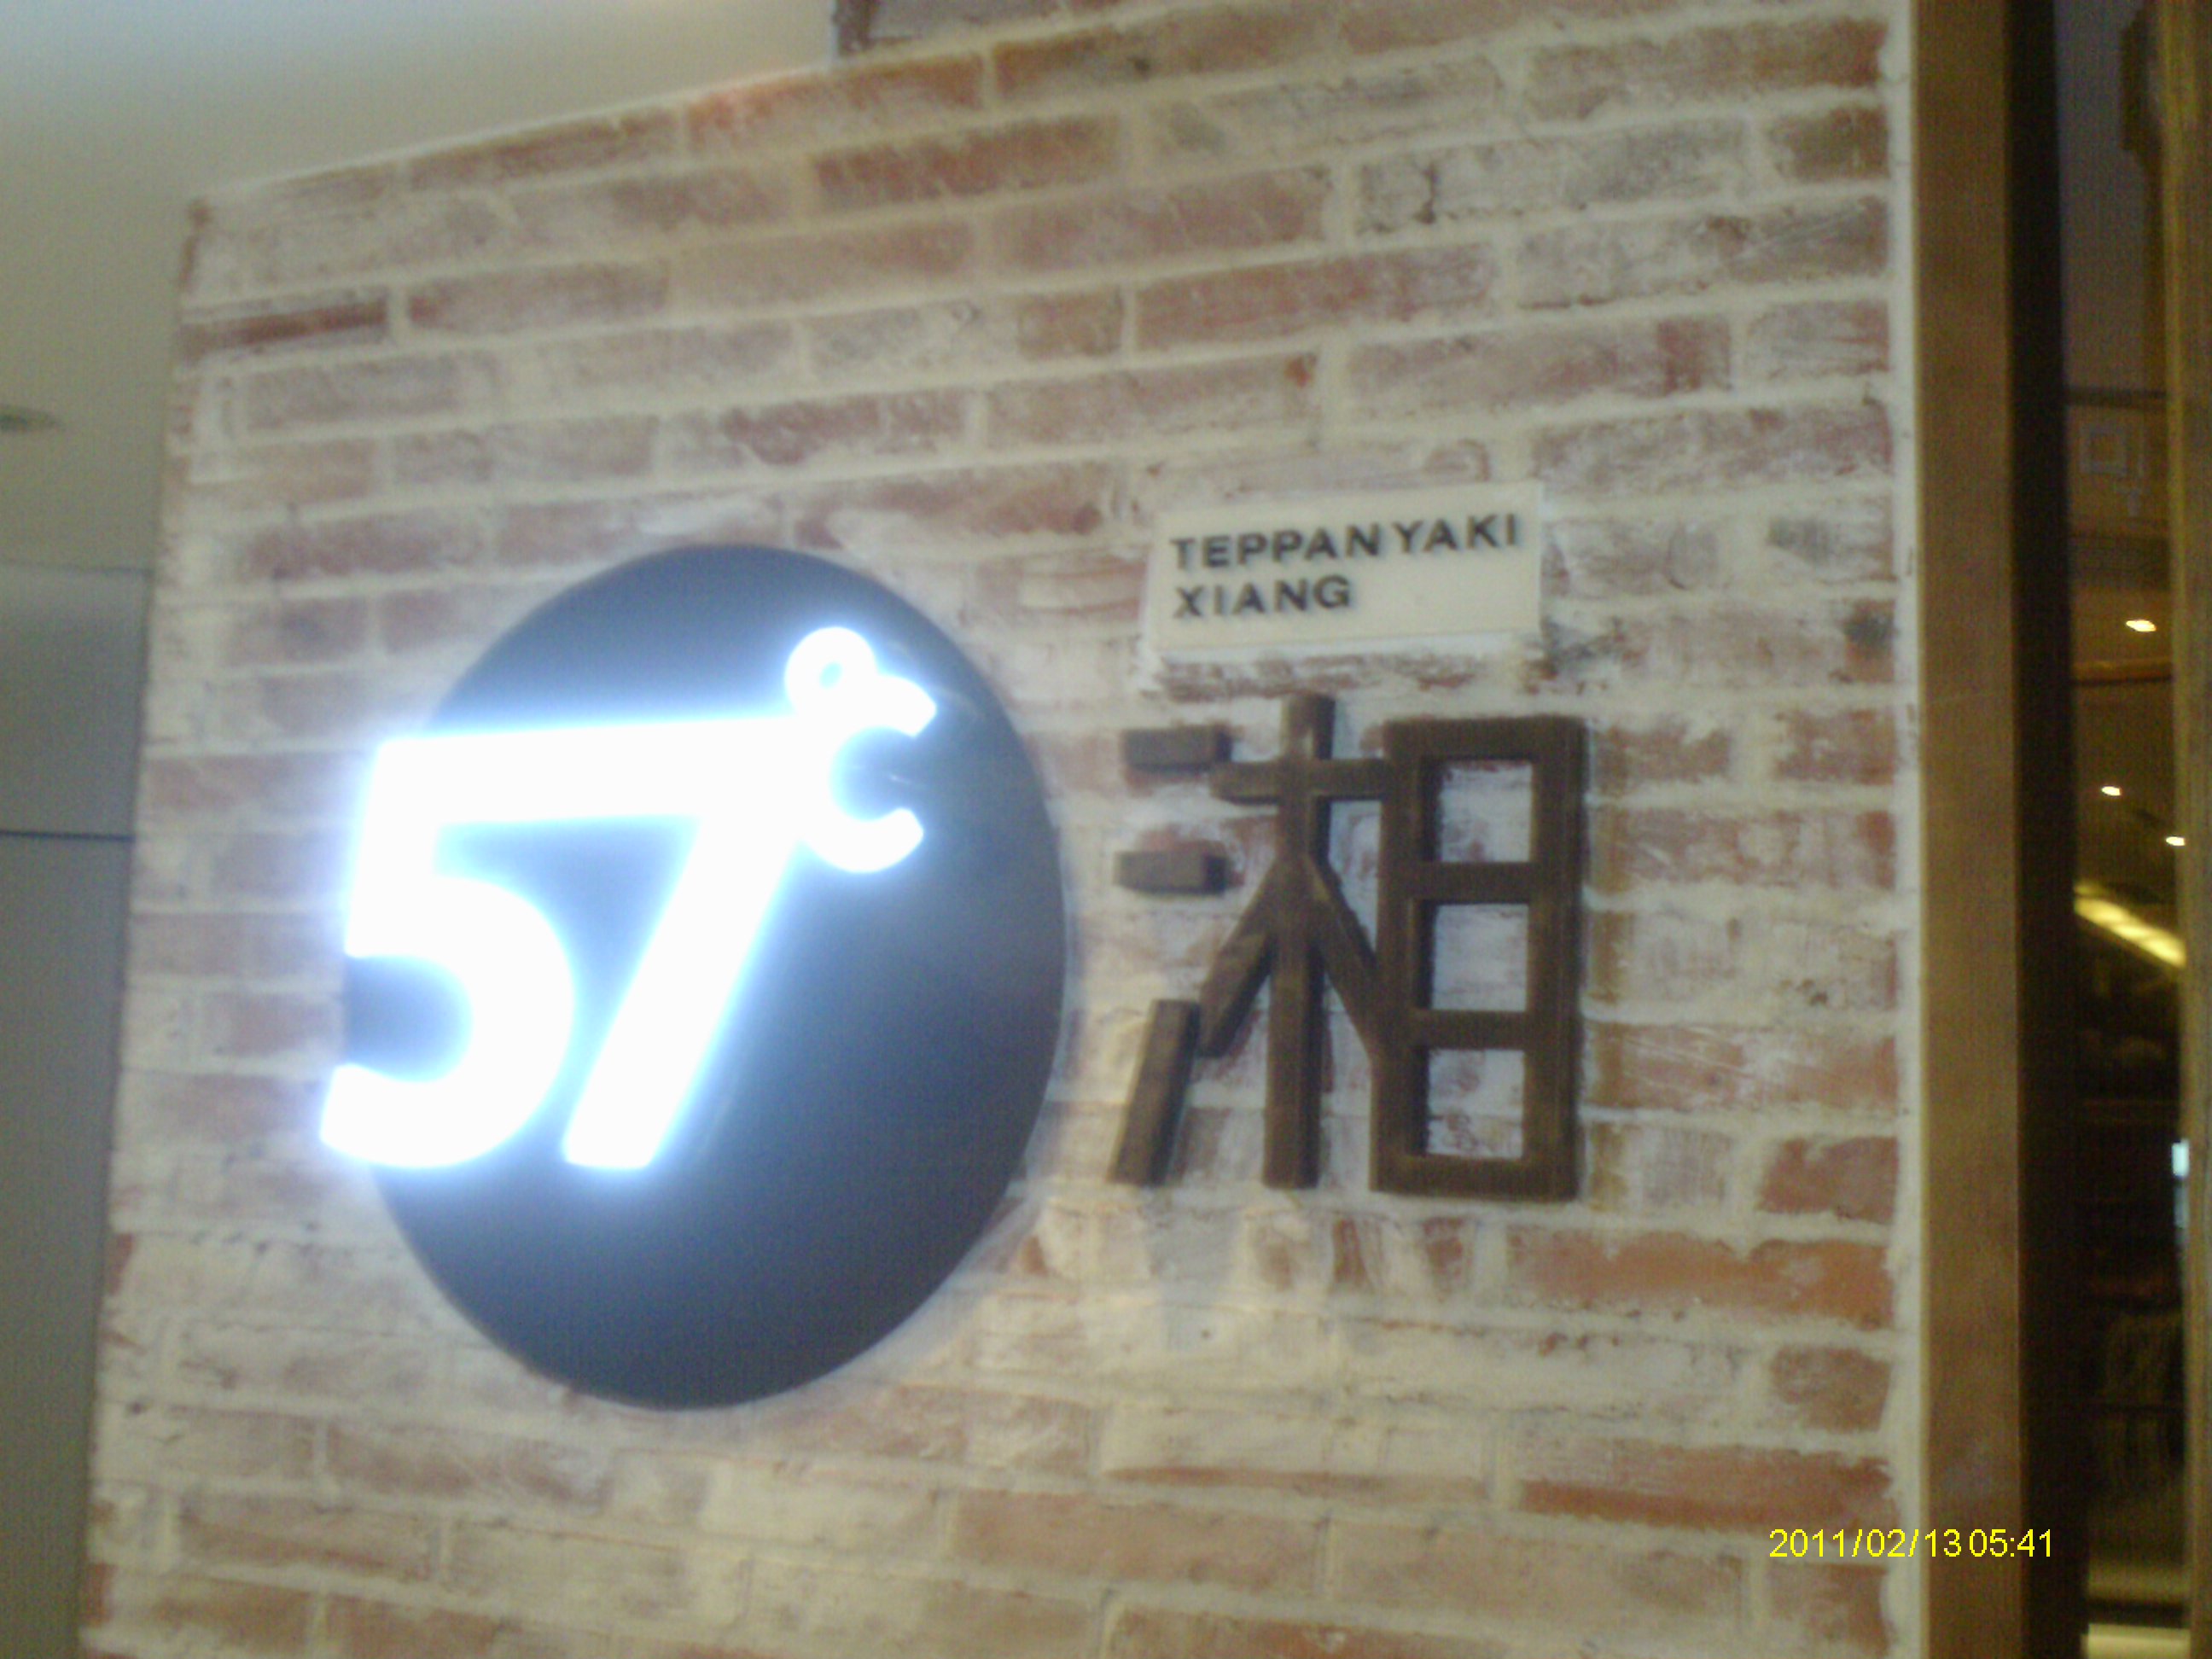 57°C
TEPPANYAKI
XIANG
湘
2011/02/13 05:41